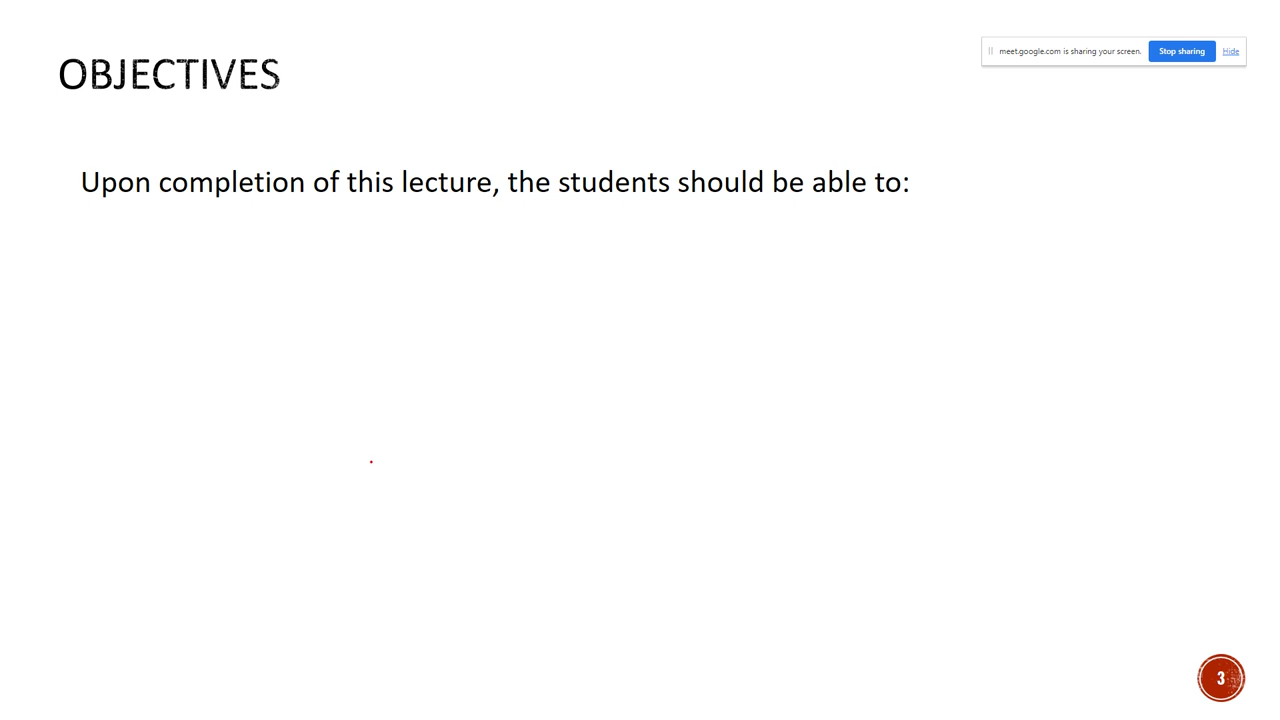 meet.google.com is sharing your screen. Stop sharing Hide
OBJECTIVES
Upon completion of this lecture, the students should be able to:
3